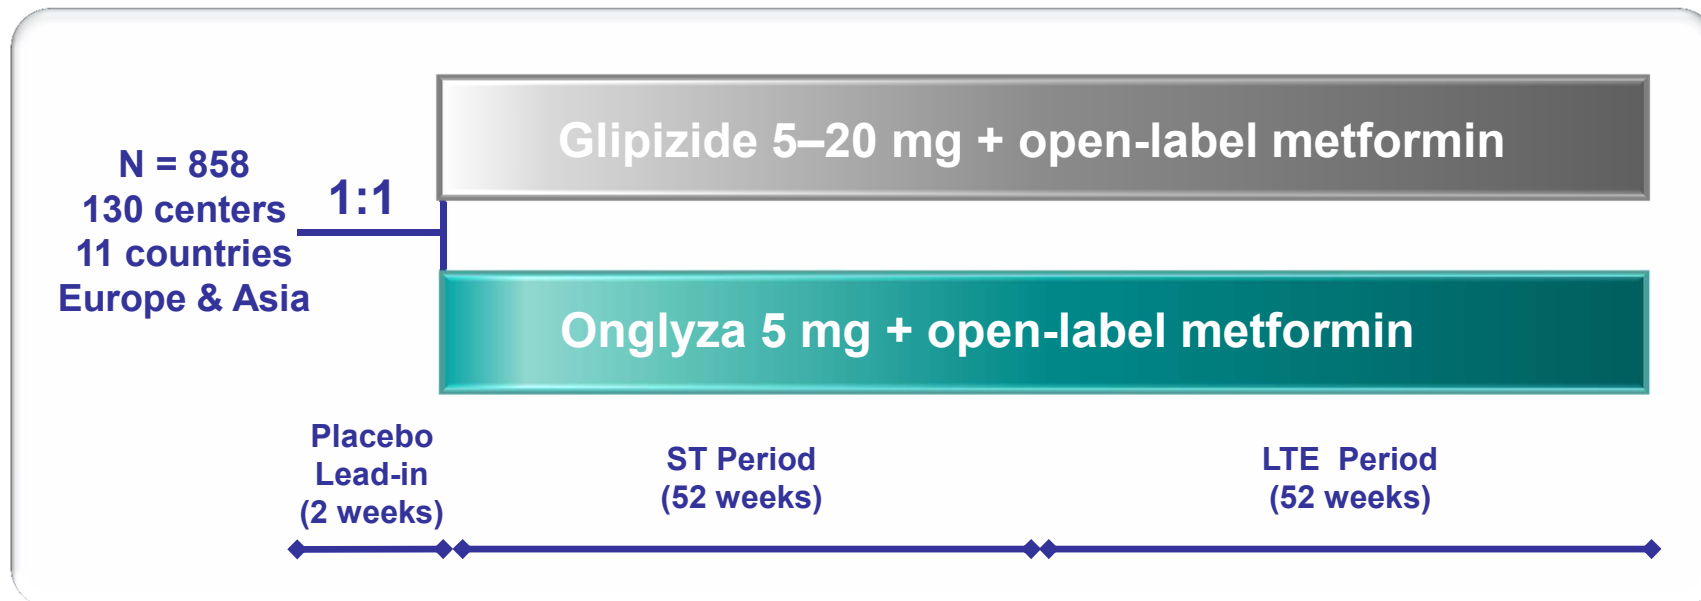 N = 858
130 centers
11 countries
Europe & Asia
1:1
Glipizide 5–20 mg + open-label metformin
Onglyza 5 mg + open-label metformin
Placebo
Lead-in
(2 weeks)
ST Period
(52 weeks)
LTE Period
(52 weeks)